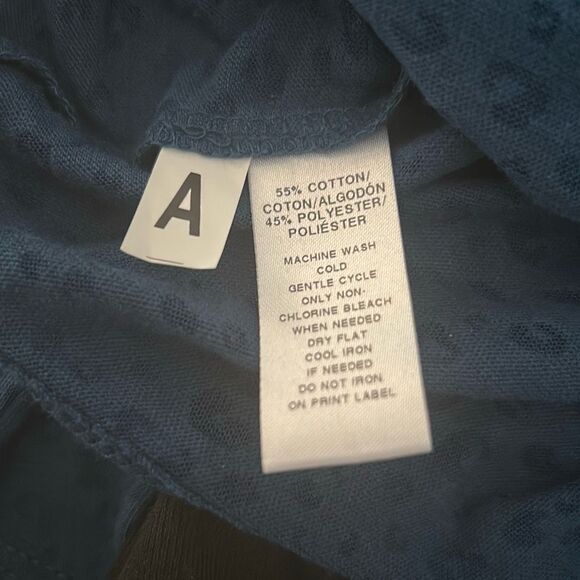 A
55% COTTON/
COTON/ALGODÓN
45% POLYESTER/
POLIÉSTER
MACHINE WASH
COLD
GENTLE CYCLE
ONLY NON-
CHLORINE BLEACH
WHEN NEEDED
DRY FLAT
COOL IRON
IF NEEDED
DO NOT IRON
ON PRINT LABEL